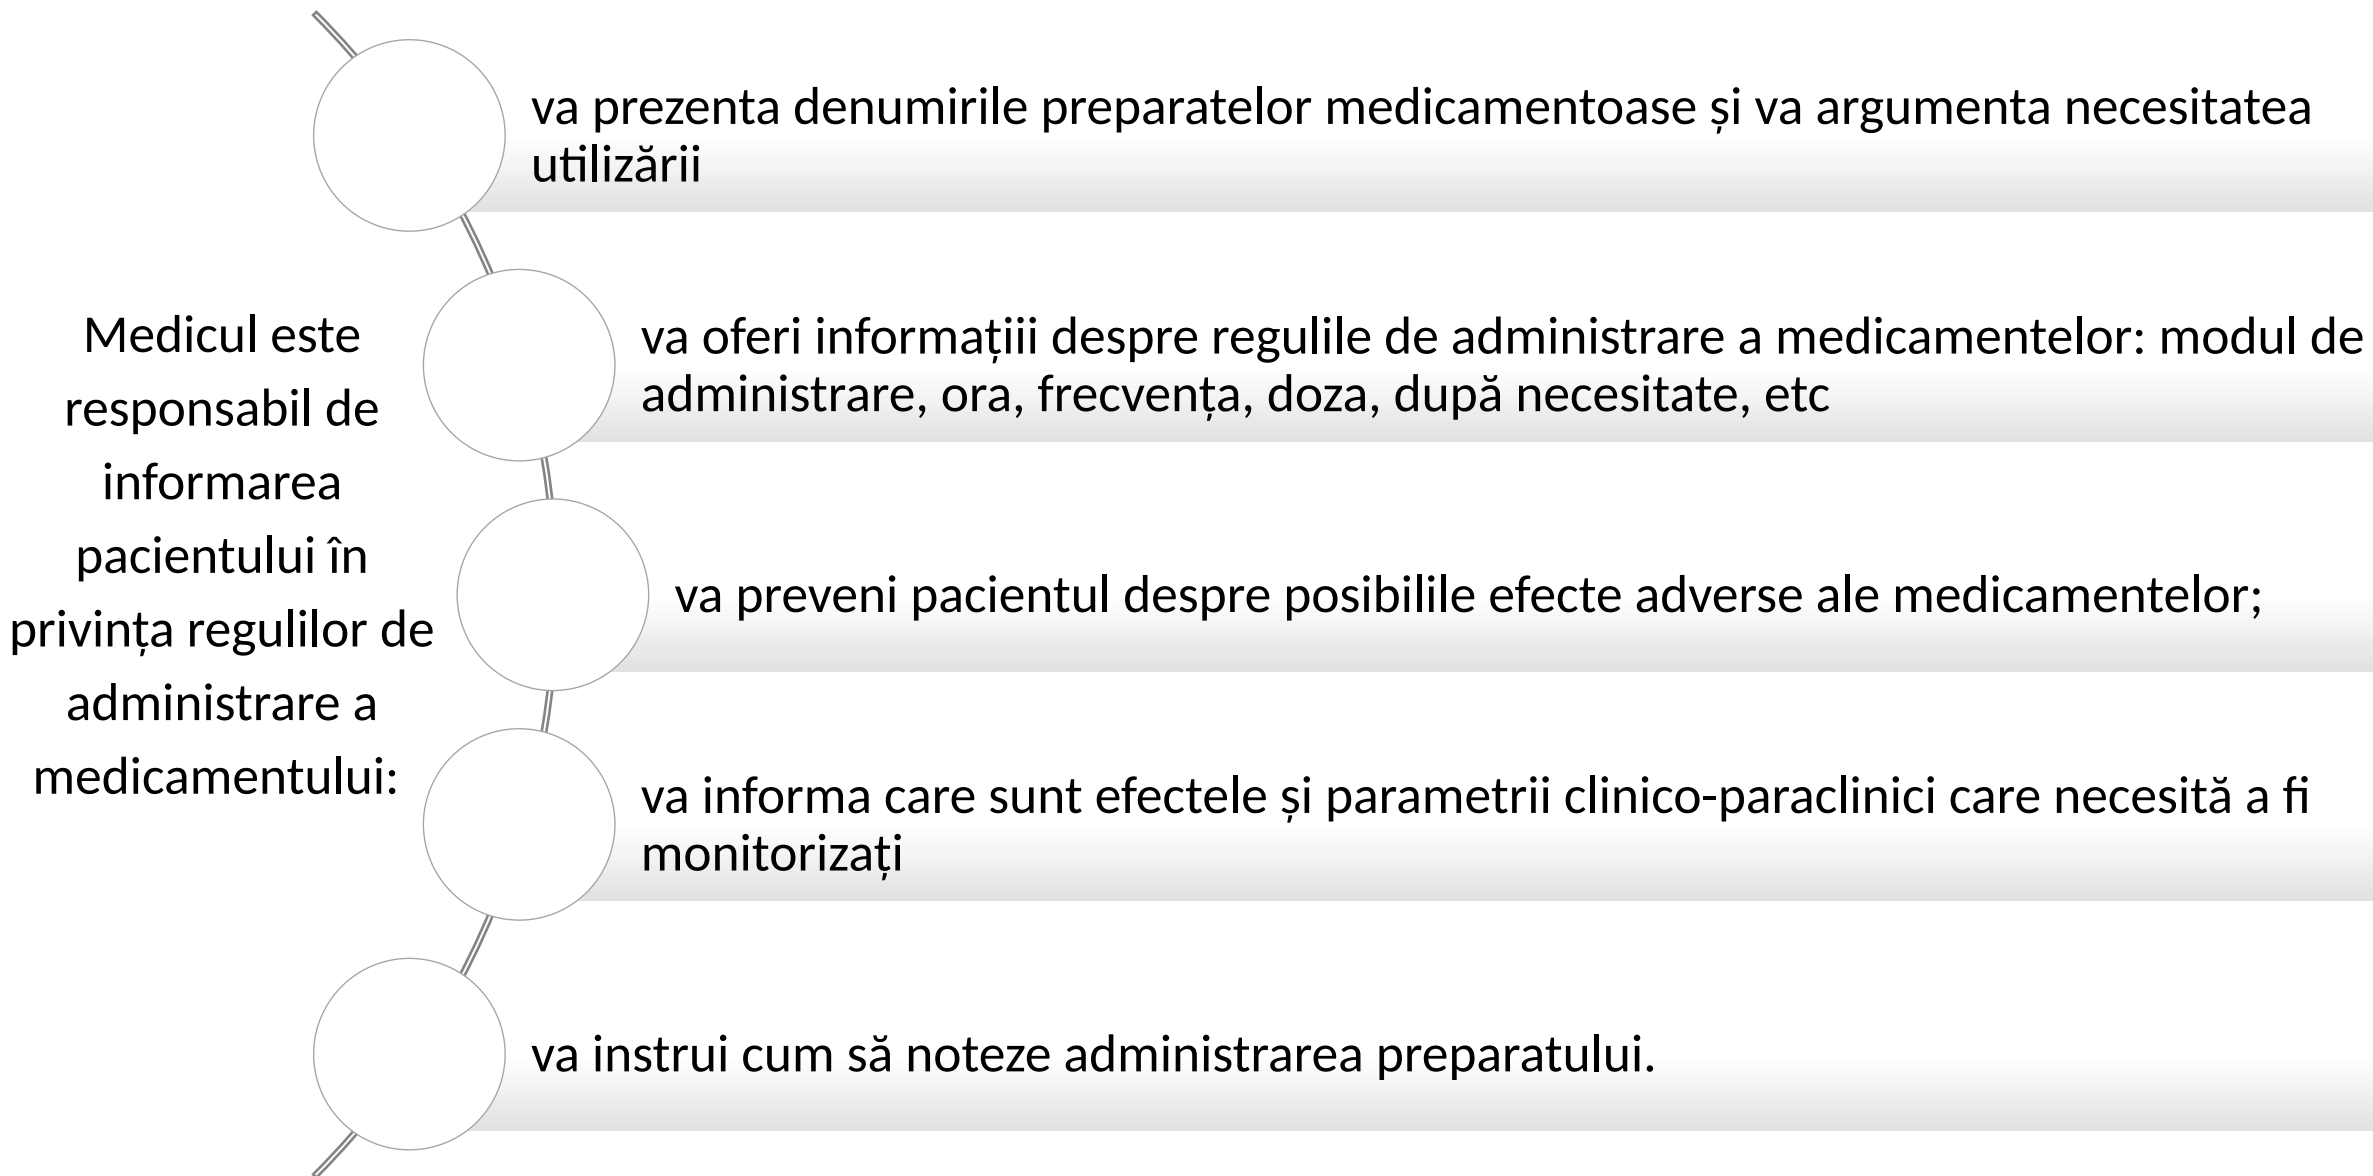 Medicul este
responsabil de
informarea
pacientului în
privința regulilor de
administrare a
medicamentului:
va prezenta denumirile preparatelor medicamentoase și va argumenta necesitatea
utilizării
va oferi informațiii despre regulile de administrare a medicamentelor: modul de
administrare, ora, frecvența, doza, după necesitate, etc
va preveni pacientul despre posibilile efecte adverse ale medicamentelor;
va informa care sunt efectele și parametrii clinico-paraclinici care necesită a fi
monitorizați
va instrui cum să noteze administrarea preparatului.